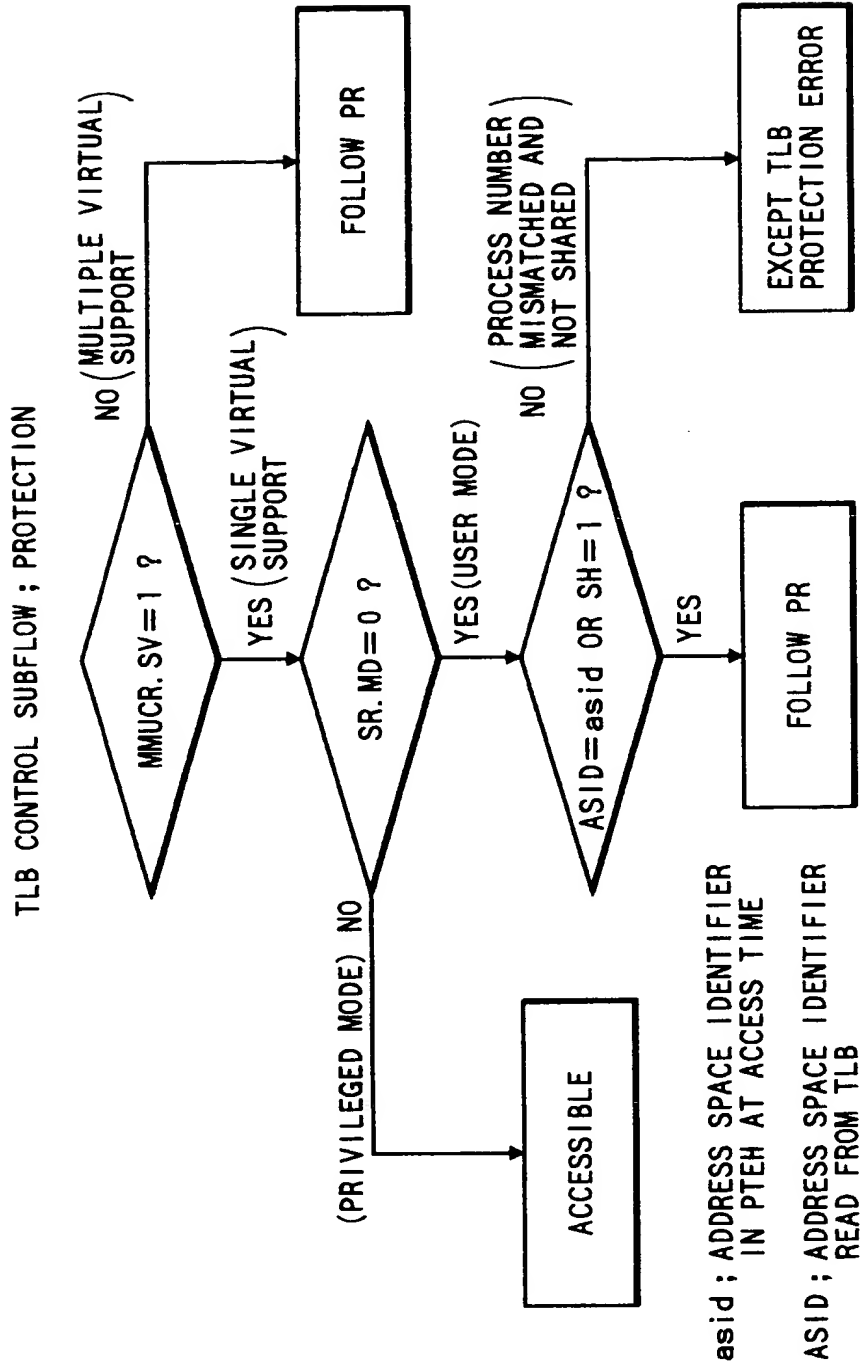 TLB CONTROL SUBFLOW ; PROTECTION
MMUCR. SV=1 ?
NO (MULTIPLE VIRTUAL
SUPPORT)
FOLLOW PR
YES (SINGLE VIRTUAL
SUPPORT)
SR. MD=0 ?
(PRIVILEGED MODE) NO
ACCESSIBLE
YES (USER MODE)
ASID=asid OR SH=1 ?
NO (PROCESS NUMBER
MISMATCHED AND
NOT SHARED)
EXCEPT TLB
PROTECTION ERROR
YES
FOLLOW PR
asid ; ADDRESS SPACE IDENTIFIER
IN PTEH AT ACCESS TIME
ASID ; ADDRESS SPACE IDENTIFIER
READ FROM TLB